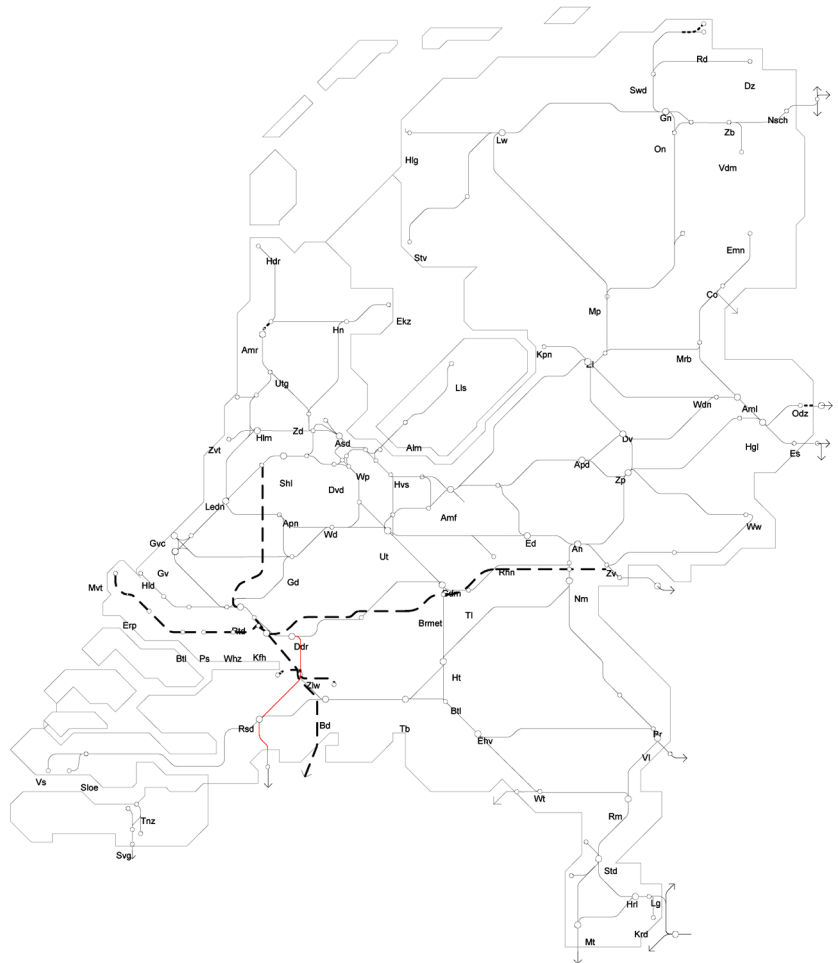 Rd
Swd
Dz
Gn
Nsch
Zb
Lw
On
Hlg
Vdm
Emn
Stv
Hdr
Co
Mp
Ekz
Hn
Amr
Kpn
Mrb
Zl
Utg
Lls
Wdn
Aml
Odz
Zd
Hlm
Asd
Dv
Zvt
Alm
Hgl
Es
Wp
Apd
Hvs
Zp
Shl
Dvd
Ledn
Amf
Apn
Ww
Wd
Gvc
Ed
An
Ut
Gv
Rhn
Zv
Gd
Hld
Mvt
Gdm
Nm
Tl
Brmet
Erp
Rtd
Ddr
Btl
Ps
Whz
Kfh
Ht
Zlw
Btl
Rsd
Bd
Tb
Pr
Ehv
Vl
Vs
Sloe
Wt
Rm
Tnz
Svg
Std
Hrl
Lg
Krd
Mt